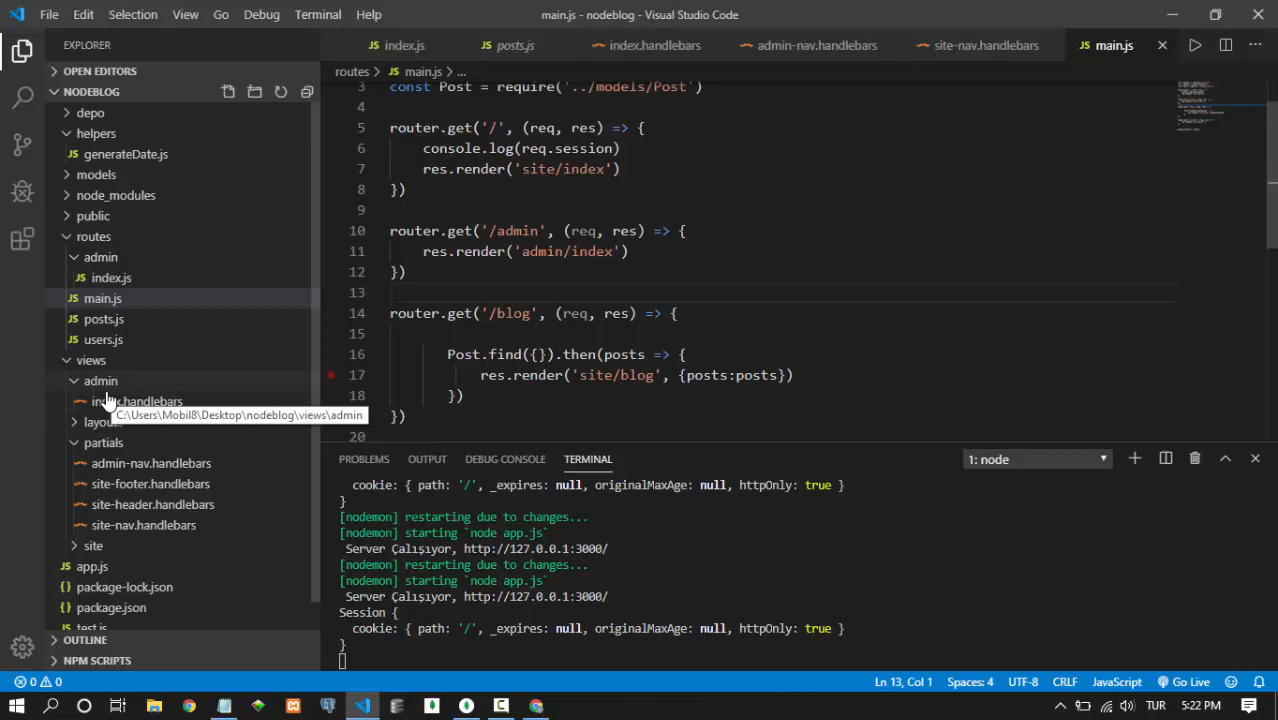 File Edit Selection View Go Debug Terminal Help
main.js - nodeblog - Visual Studio Code
EXPLORER
OPEN EDITORS
NODEBLOG
depo
helpers
generateDate.js
models
node_modules
public
routes
admin
index.js
main.js
posts.js
users.js
views
admin
index.handlebars
C:\Users\Mobil8\Desktop\nodeblog\views\admin
partials
admin-nav.handlebars
site-footer.handlebars
site-header.handlebars
site-nav.handlebars
site
app.js
package-lock.json
package.json
test.js
OUTLINE
NPM SCRIPTS
index.js posts.js index.handlebars admin-nav.handlebars site-nav.handlebars main.js
routes > main.js > ...
3 const Post = require('../models/Post')
4
5 router.get('/', (req, res) => {
6 console.log(req.session)
7 res.render('site/index')
8 })
9
10 router.get('/admin', (req, res) => {
11 res.render('admin/index')
12 })
13
14 router.get('/blog', (req, res) => {
15
16 Post.find({}).then(posts => {
17 res.render('site/blog', {posts:posts})
18 })
19 })
20
PROBLEMS OUTPUT DEBUG CONSOLE TERMINAL 1: node
cookie: { path: '/', _expires: null, originalMaxAge: null, httpOnly: true }
}
[nodemon] restarting due to changes...
[nodemon] starting `node app.js`
Server Çalışıyor, http://127.0.0.1:3000/
[nodemon] restarting due to changes...
[nodemon] starting `node app.js`
Server Çalışıyor, http://127.0.0.1:3000/
Session {
cookie: { path: '/', _expires: null, originalMaxAge: null, httpOnly: true }
}
0 0 Ln 13, Col 1 Spaces: 4 UTF-8 CRLF JavaScript Go Live
TUR 5:22 PM